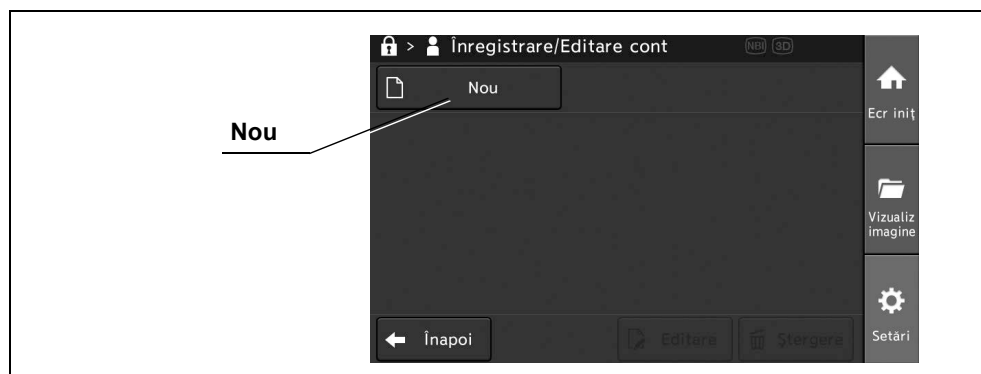 > Înregistrare/Editare cont NBI 3D
Nou
Ecr iniț
Nou
Vizualiz
imagine
Înapoi
Editare
Ștergere
Setări